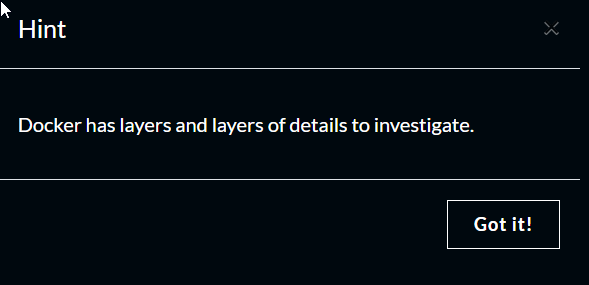 Hint
Docker has layers and layers of details to investigate.
Got it!